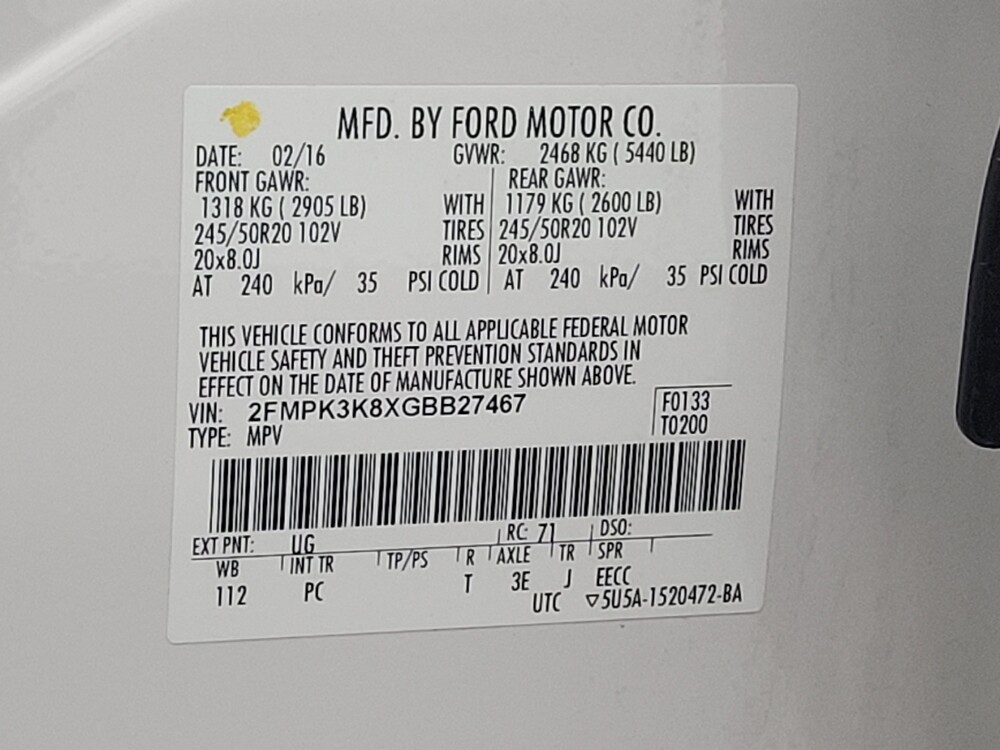 MFD. BY FORD MOTOR CO.
DATE: 02/16 GVWR: 2468 KG ( 5440 LB)
FRONT GAWR: REAR GAWR:
1318 KG ( 2905 LB) WITH 1179 KG ( 2600 LB) WITH
245/50R20 102V TIRES 245/50R20 102V TIRES
20x8.0J RIMS 20x8.0J RIMS
AT 240 kPa/ 35 PSI COLD AT 240 kPa/ 35 PSI COLD
THIS VEHICLE CONFORMS TO ALL APPLICABLE FEDERAL MOTOR
VEHICLE SAFETY AND THEFT PREVENTION STANDARDS IN
EFFECT ON THE DATE OF MANUFACTURE SHOWN ABOVE.
VIN: 2FMPK3K8XGBB27467 F0133
TYPE: MPV T0200
EXT PNT: UG RC: 71 DSO:
WB INT TR TP/PS R AXLE TR SPR
112 PC T 3E J EECC
UTC ▽5U5A-1520472-BA